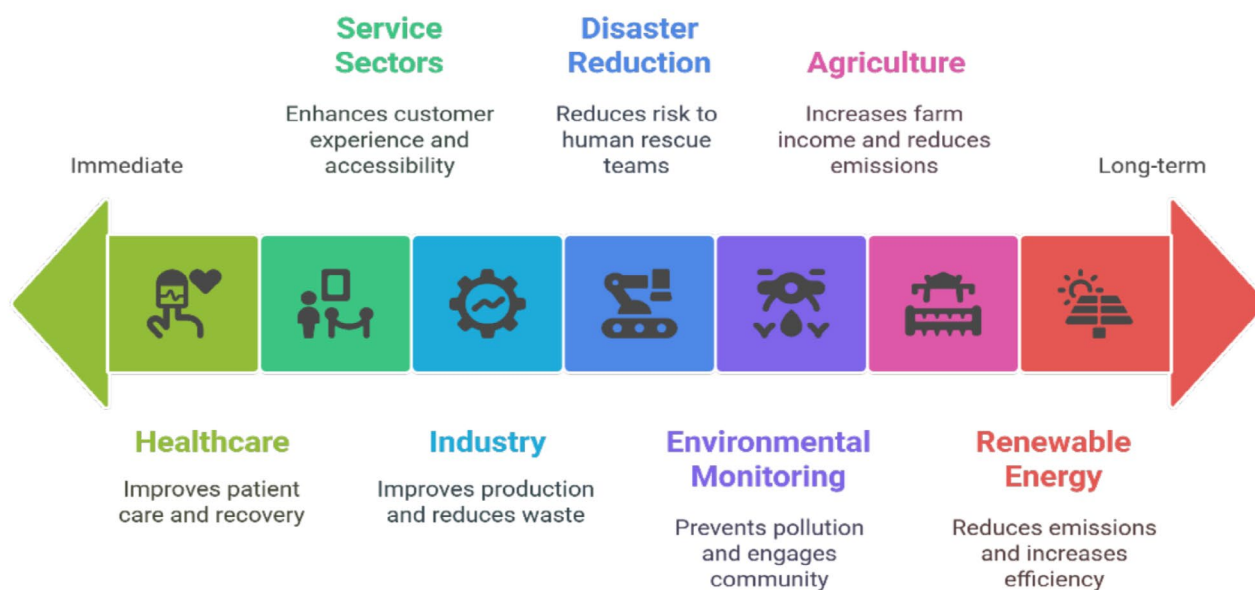 Service
Sectors
Enhances customer
experience and
accessibility
Disaster
Reduction
Reduces risk to
human rescue
teams
Agriculture
Increases farm
income and reduces
emissions
Immediate
Long-term
Healthcare
Improves patient
care and recovery
Industry
Improves production
and reduces waste
Environmental
Monitoring
Prevents pollution
and engages
community
Renewable
Energy
Reduces emissions
and increases
efficiency